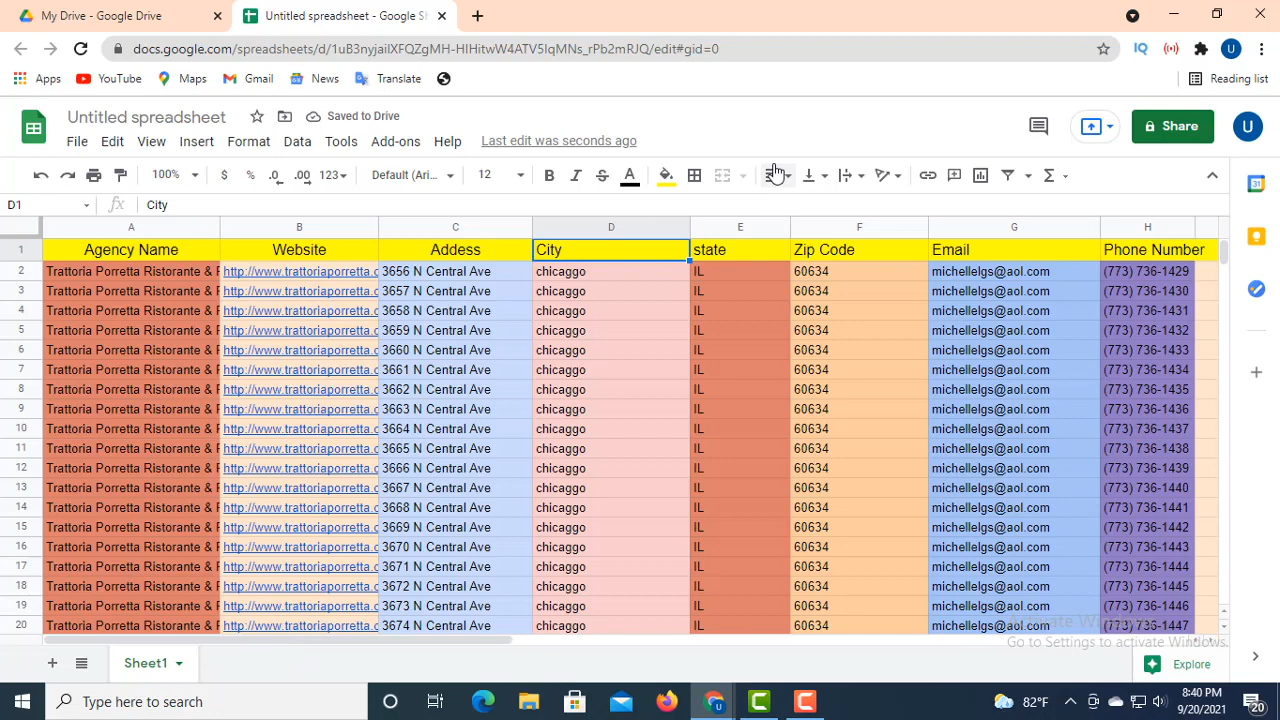 My Drive - Google Drive
Untitled spreadsheet - Google Sh
docs.google.com/spreadsheets/d/1uB3nyjaiIXFQZgMH-HIHitwW4ATV5IqMNs_rPb2mRJQ/edit#gid=0
IQ U
Apps YouTube Maps Gmail News Translate Reading list
Untitled spreadsheet Saved to Drive
File Edit View Insert Format Data Tools Add-ons Help Last edit was seconds ago
Share U
100% $ % .0 .00 123 Default (Ari... 12 B I S A
D1 fx City
A B C D E F G H
1 Agency Name Website Addess City state Zip Code Email Phone Number
2 Trattoria Porretta Ristorante & P http://www.trattoriaporretta.c 3656 N Central Ave chicaggo IL 60634 michellelgs@aol.com (773) 736-1429
3 Trattoria Porretta Ristorante & P http://www.trattoriaporretta.c 3657 N Central Ave chicaggo IL 60634 michellelgs@aol.com (773) 736-1430
4 Trattoria Porretta Ristorante & P http://www.trattoriaporretta.c 3658 N Central Ave chicaggo IL 60634 michellelgs@aol.com (773) 736-1431
5 Trattoria Porretta Ristorante & P http://www.trattoriaporretta.c 3659 N Central Ave chicaggo IL 60634 michellelgs@aol.com (773) 736-1432
6 Trattoria Porretta Ristorante & P http://www.trattoriaporretta.c 3660 N Central Ave chicaggo IL 60634 michellelgs@aol.com (773) 736-1433
7 Trattoria Porretta Ristorante & P http://www.trattoriaporretta.c 3661 N Central Ave chicaggo IL 60634 michellelgs@aol.com (773) 736-1434
8 Trattoria Porretta Ristorante & P http://www.trattoriaporretta.c 3662 N Central Ave chicaggo IL 60634 michellelgs@aol.com (773) 736-1435
9 Trattoria Porretta Ristorante & P http://www.trattoriaporretta.c 3663 N Central Ave chicaggo IL 60634 michellelgs@aol.com (773) 736-1436
10 Trattoria Porretta Ristorante & P http://www.trattoriaporretta.c 3664 N Central Ave chicaggo IL 60634 michellelgs@aol.com (773) 736-1437
11 Trattoria Porretta Ristorante & P http://www.trattoriaporretta.c 3665 N Central Ave chicaggo IL 60634 michellelgs@aol.com (773) 736-1438
12 Trattoria Porretta Ristorante & P http://www.trattoriaporretta.c 3666 N Central Ave chicaggo IL 60634 michellelgs@aol.com (773) 736-1439
13 Trattoria Porretta Ristorante & P http://www.trattoriaporretta.c 3667 N Central Ave chicaggo IL 60634 michellelgs@aol.com (773) 736-1440
14 Trattoria Porretta Ristorante & P http://www.trattoriaporretta.c 3668 N Central Ave chicaggo IL 60634 michellelgs@aol.com (773) 736-1441
15 Trattoria Porretta Ristorante & P http://www.trattoriaporretta.c 3669 N Central Ave chicaggo IL 60634 michellelgs@aol.com (773) 736-1442
16 Trattoria Porretta Ristorante & P http://www.trattoriaporretta.c 3670 N Central Ave chicaggo IL 60634 michellelgs@aol.com (773) 736-1443
17 Trattoria Porretta Ristorante & P http://www.trattoriaporretta.c 3671 N Central Ave chicaggo IL 60634 michellelgs@aol.com (773) 736-1444
18 Trattoria Porretta Ristorante & P http://www.trattoriaporretta.c 3672 N Central Ave chicaggo IL 60634 michellelgs@aol.com (773) 736-1445
19 Trattoria Porretta Ristorante & P http://www.trattoriaporretta.c 3673 N Central Ave chicaggo IL 60634 michellelgs@aol.com (773) 736-1446
20 Trattoria Porretta Ristorante & P http://www.trattoriaporretta.c 3674 N Central Ave chicaggo IL 60634 michellelgs@aol.com (773) 736-1447
Activate Windows
Go to Settings to activate Windows.
Sheet1 Explore
Type here to search 82°F 8:40 PM
9/20/2021 20